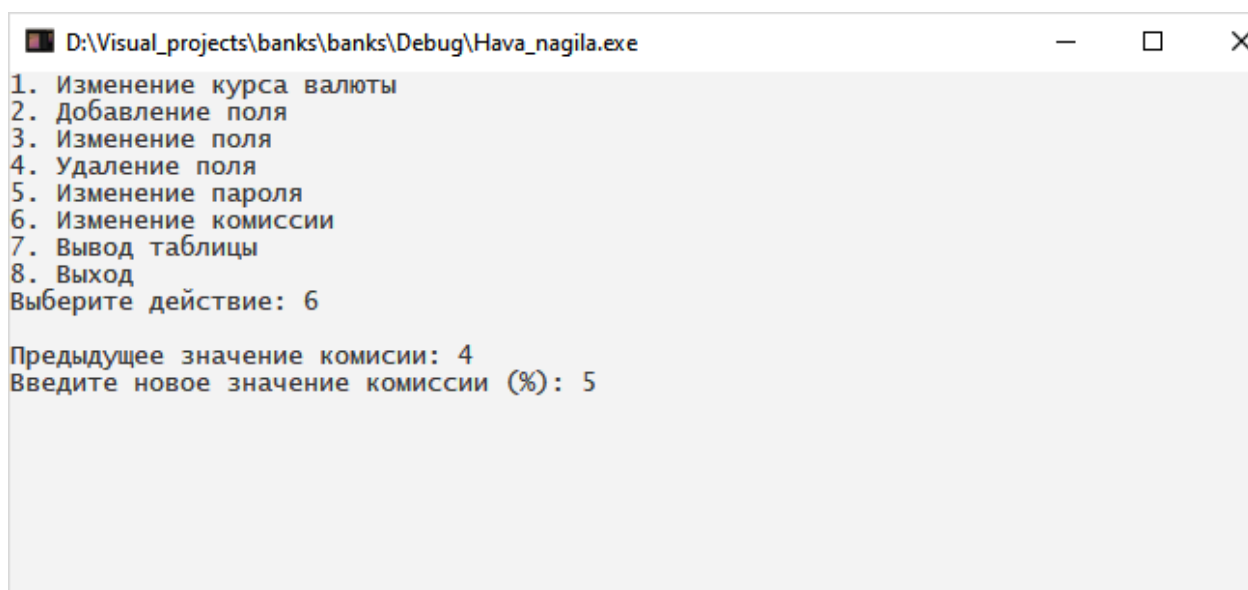 D:\Visual_projects\banks\banks\Debug\Hava_nagila.exe
1. Изменение курса валюты
2. Добавление поля
3. Изменение поля
4. Удаление поля
5. Изменение пароля
6. Изменение комиссии
7. Вывод таблицы
8. Выход
Выберите действие: 6
Предыдущее значение комисии: 4
Введите новое значение комиссии (%): 5